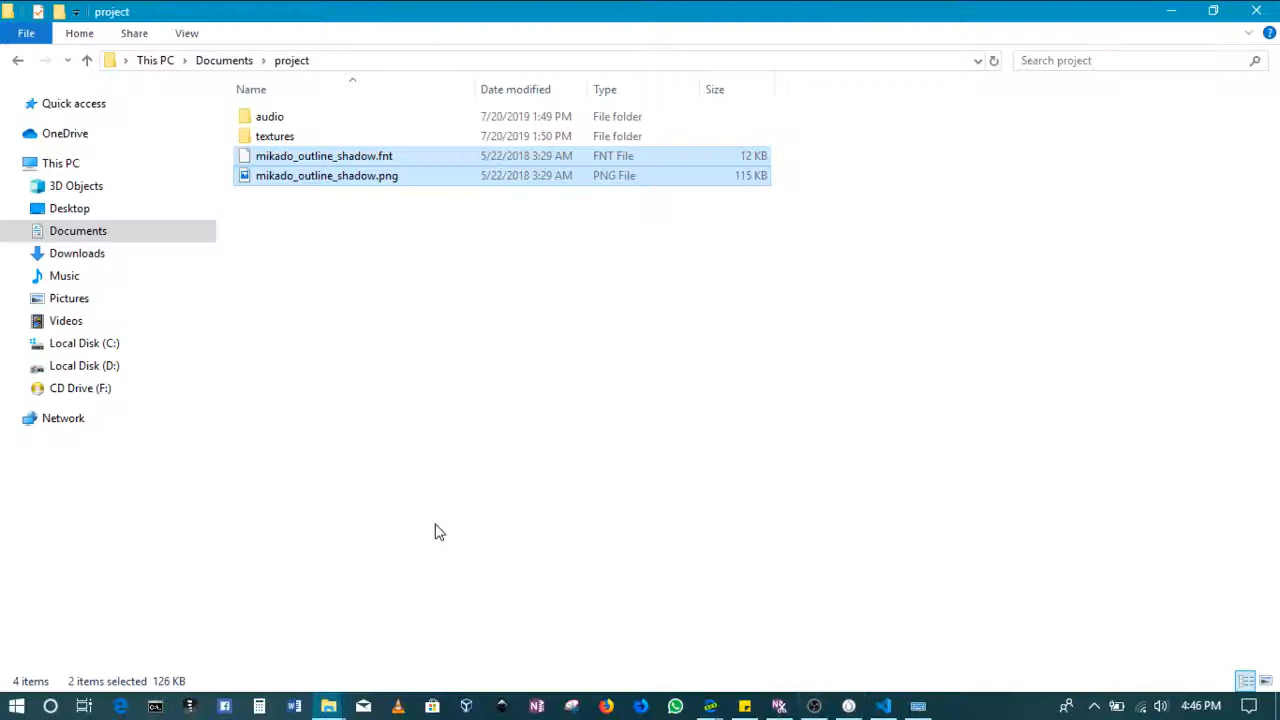 project
File Home Share View
This PC Documents project Search project
Name Date modified Type Size
Quick access
OneDrive
This PC
3D Objects
Desktop
Documents
Downloads
Music
Pictures
Videos
Local Disk (C:)
Local Disk (D:)
CD Drive (F:)
Network
audio 7/20/2019 1:49 PM File folder
textures 7/20/2019 1:50 PM File folder
mikado_outline_shadow.fnt 5/22/2018 3:29 AM FNT File 12 KB
mikado_outline_shadow.png 5/22/2018 3:29 AM PNG File 115 KB
4 items 2 items selected 126 KB
4:46 PM